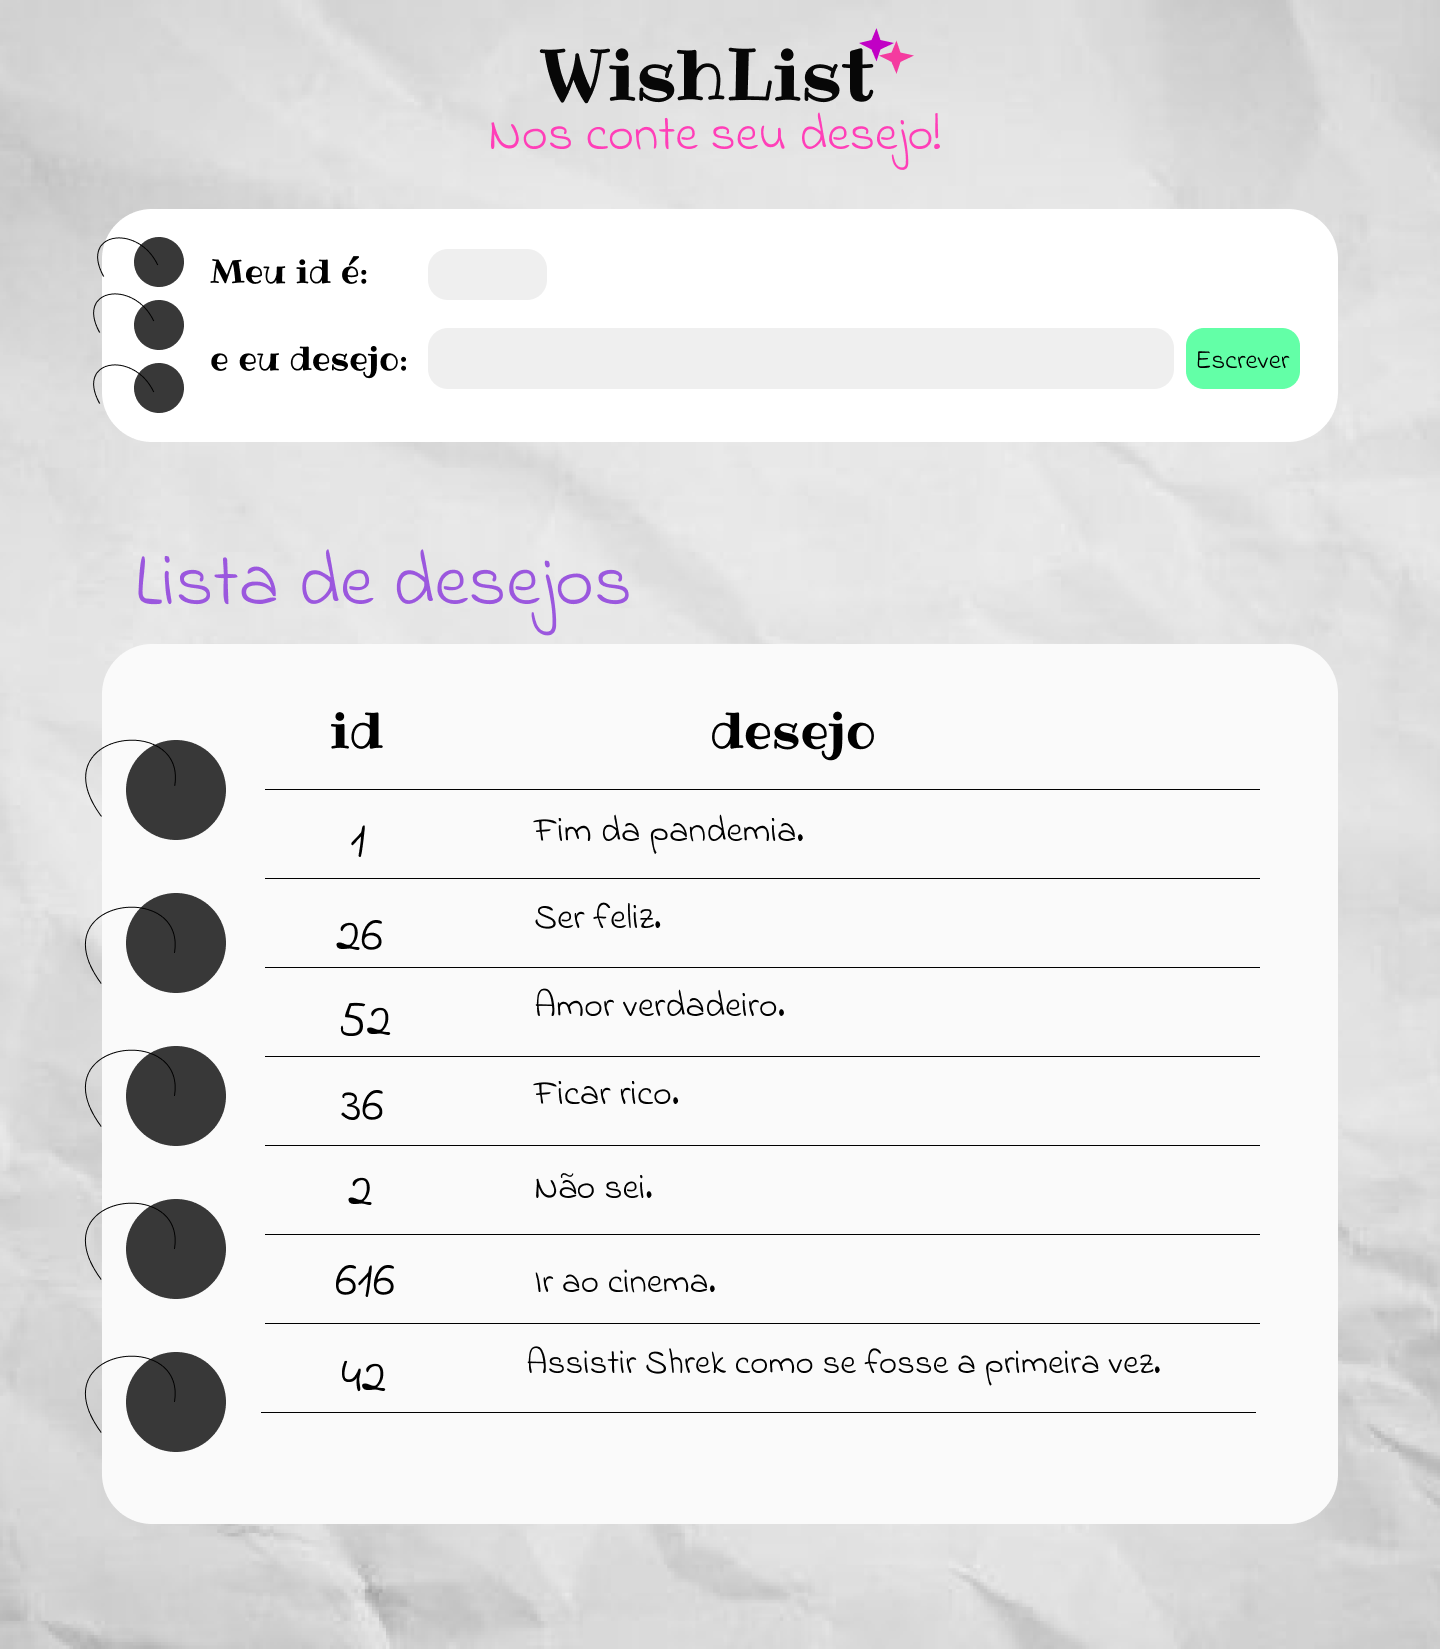 WishList
Nos conte seu desejo!
Meu id é:
e eu desejo:
Escrever
Lista de desejos
id desejo
1 Fim da pandemia.
26 Ser feliz.
52 Amor verdadeiro.
36 Ficar rico.
2 Não sei.
616 Ir ao cinema.
42 Assistir Shrek como se fosse a primeira vez.